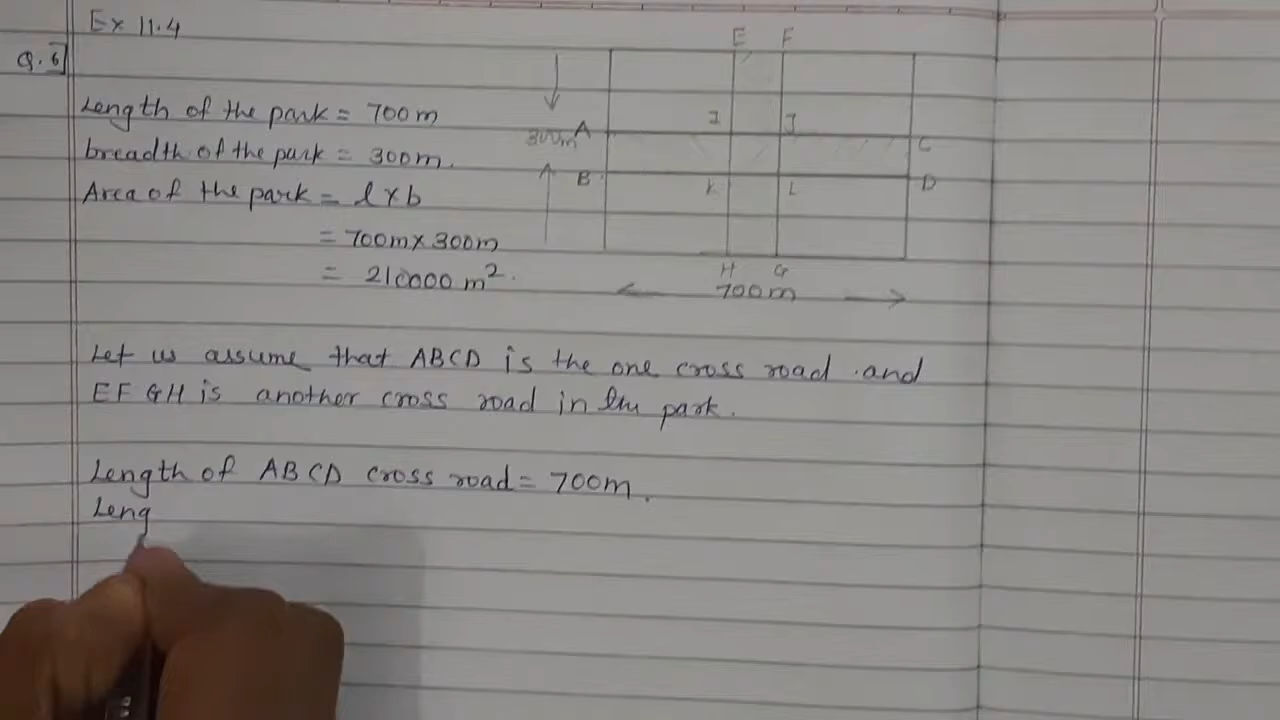 Ex 11.4
Q.6
Length of the park = 700m
breadth of the park = 300m.
Area of the park = l x b
= 700m x 300m
= 210000 m².
E F
300m
A I J C
B K L D
H G
700m
Let us assume that ABCD is the one cross road and
EFGH is another cross road in the park.
Length of ABCD cross road = 700m.
Leng